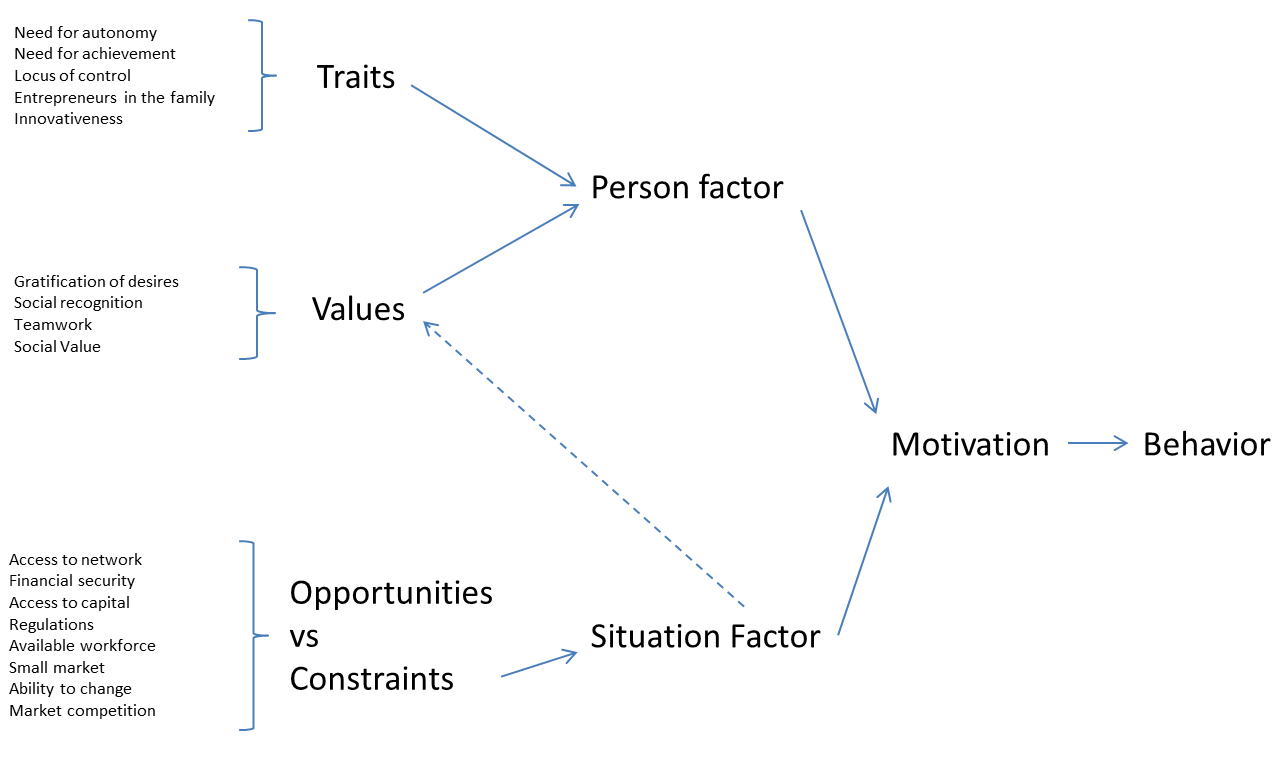 Need for autonomy
Need for achievement
Locus of control
Entrepreneurs in the family
Innovativeness
Traits
Person factor
Gratification of desires
Social recognition
Teamwork
Social Value
Values
Motivation
Behavior
Access to network
Financial security
Access to capital
Regulations
Available workforce
Small market
Ability to change
Market competition
Opportunities
vs
Constraints
Situation Factor